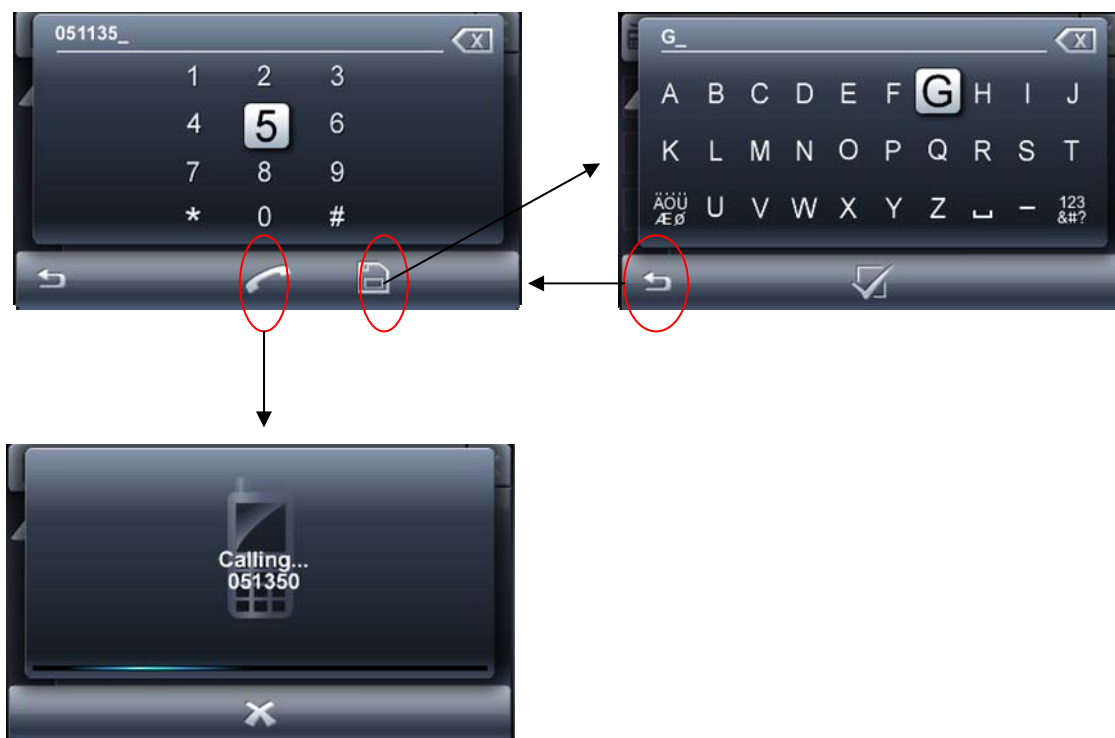 051135_
X
1 2 3
4 5 6
7 8 9
* 0 #
G_
X
A B C D E F G H I J
K L M N O P Q R S T
ÄÖÜ ÆØ U V W X Y Z ⎵ – 123 &#?
Calling...
051350